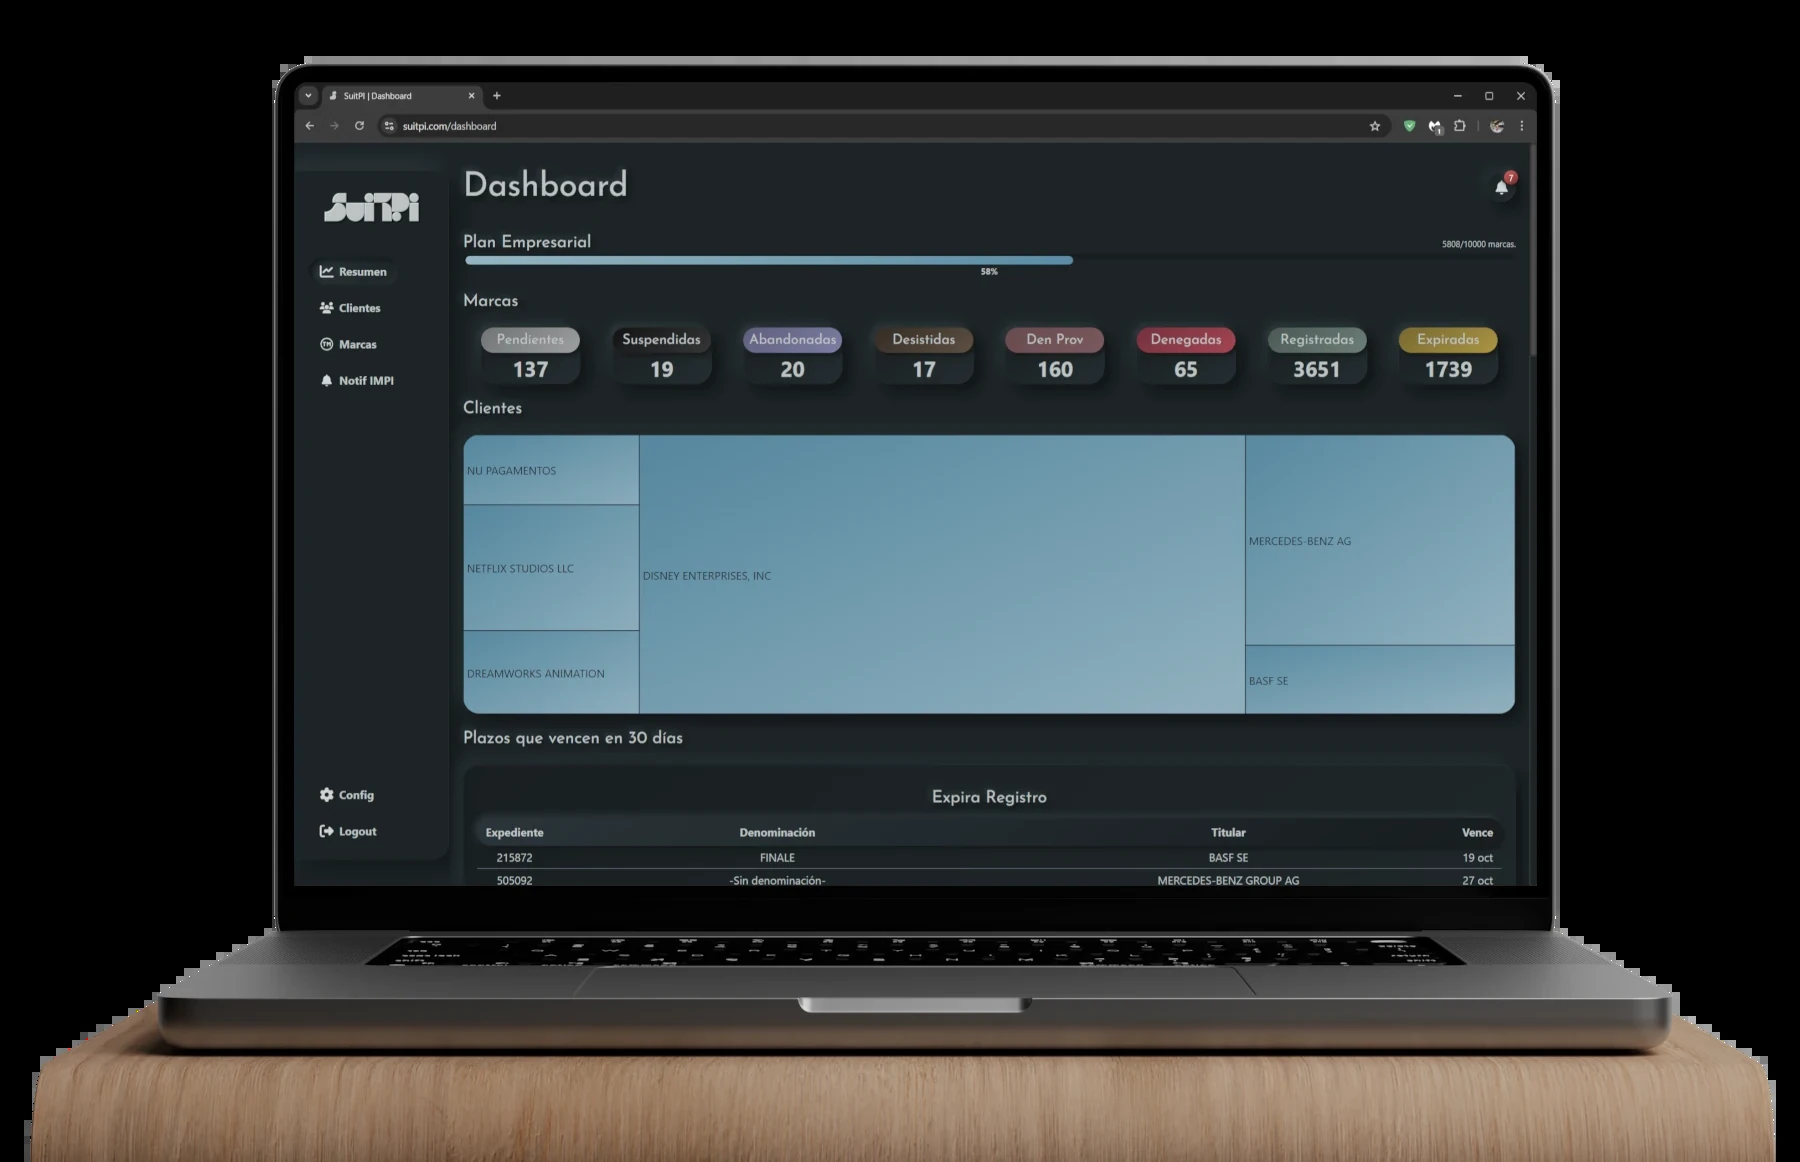 SuitPI | Dashboard
suitpi.com/dashboard
1
SuiTPi
Resumen
Clientes
TM
Marcas
Notif IMPI
Config
Logout
Dashboard
7
Plan Empresarial
5808/10000 marcas.
58%
Marcas
Pendientes Suspendidas Abandonadas Desistidas Den Prov Denegadas Registradas Expiradas
137 19 20 17 160 65 3651 1739
Clientes
NU PAGAMENTOS
NETFLIX STUDIOS LLC
DREAMWORKS ANIMATION
DISNEY ENTERPRISES, INC
MERCEDES-BENZ AG
BASF SE
Plazos que vencen en 30 días
Expira Registro
Expediente Denominación Titular Vence
215872 FINALE BASF SE 19 oct
505092 -Sin denominación- MERCEDES-BENZ GROUP AG 27 oct